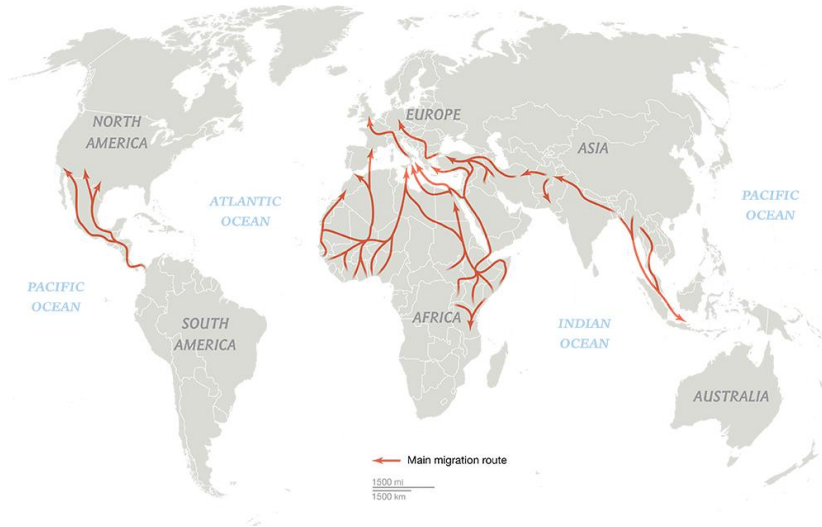 NORTH
AMERICA
EUROPE
ASIA
ATLANTIC
OCEAN
PACIFIC
OCEAN
PACIFIC
OCEAN
SOUTH
AMERICA
AFRICA
INDIAN
OCEAN
AUSTRALIA
Main migration route
1500 mi
1500 km